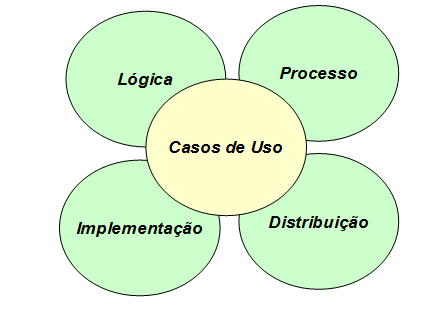 Lógica
Processo
Casos de Uso
Implementação
Distribuição